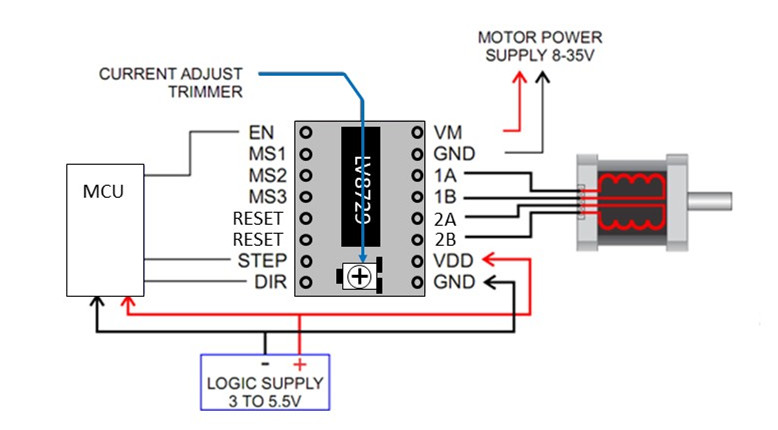 MOTOR POWER
SUPPLY 8-35V
CURRENT ADJUST
TRIMMER
EN
MS1
MS2
MS3
RESET
RESET
STEP
DIR
LV8729
VM
GND
1A
1B
2A
2B
VDD
GND
MCU
- +
LOGIC SUPPLY
3 TO 5.5V